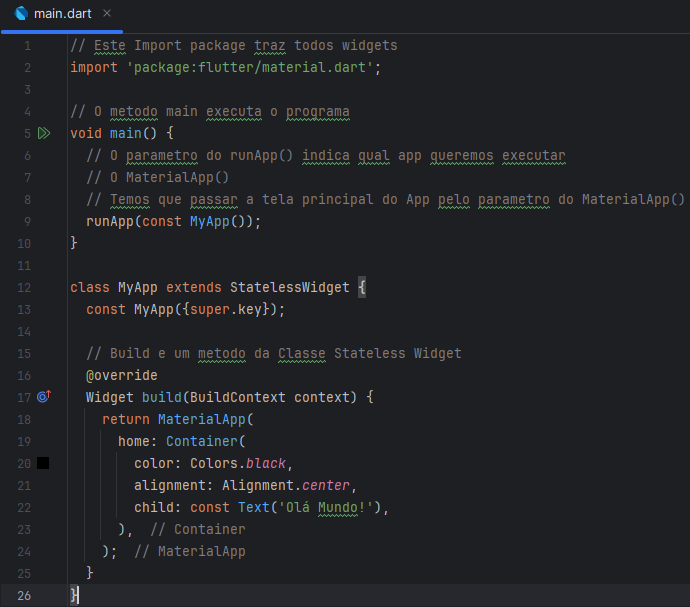 main.dart
1 // Este Import package traz todos widgets
2 import 'package:flutter/material.dart';
3
4 // O metodo main executa o programa
5 void main() {
6 // O parametro do runApp() indica qual app queremos executar
7 // O MaterialApp()
8 // Temos que passar a tela principal do App pelo parametro do MaterialApp()
9 runApp(const MyApp());
10 }
11
12 class MyApp extends StatelessWidget {
13 const MyApp({super.key});
14
15 // Build e um metodo da Classe Stateless Widget
16 @override
17 Widget build(BuildContext context) {
18 return MaterialApp(
19 home: Container(
20 color: Colors.black,
21 alignment: Alignment.center,
22 child: const Text('Olá Mundo!'),
23 ), // Container
24 ); // MaterialApp
25 }
26 }